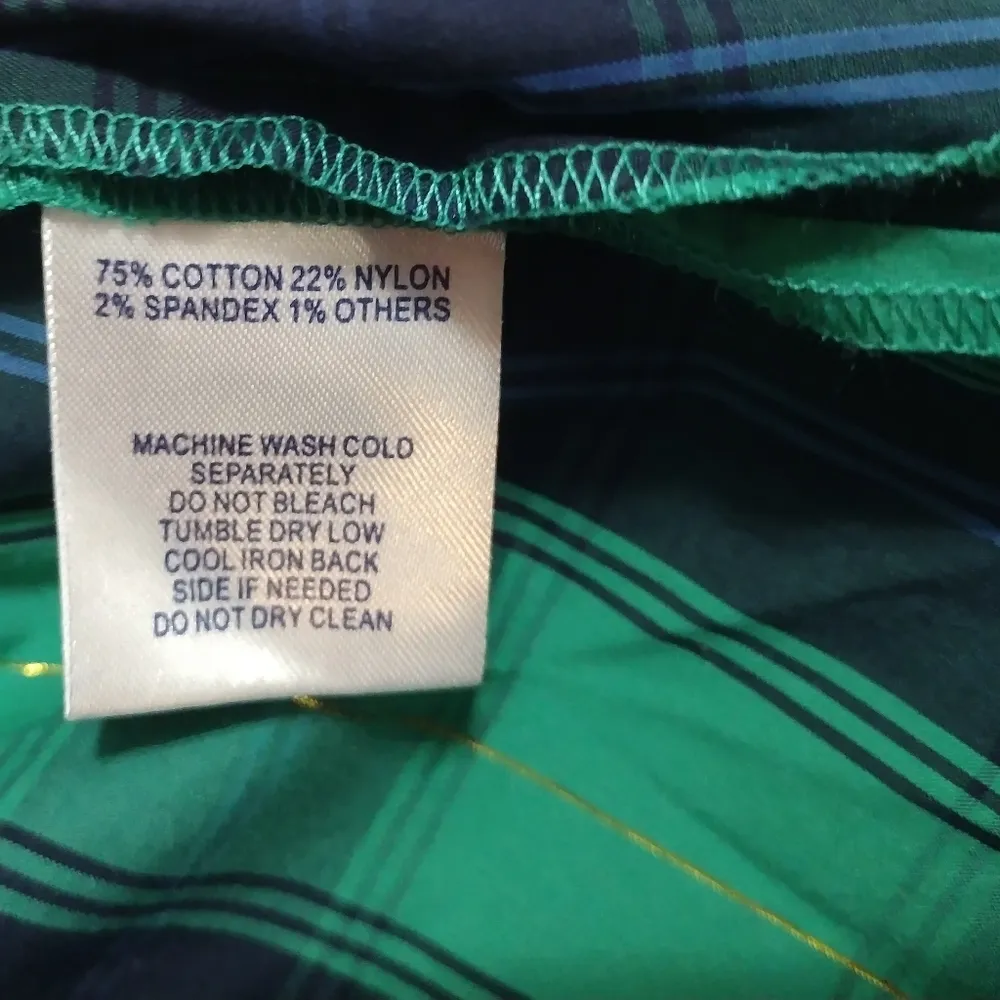 75% COTTON 22% NYLON
2% SPANDEX 1% OTHERS
MACHINE WASH COLD
SEPARATELY
DO NOT BLEACH
TUMBLE DRY LOW
COOL IRON BACK
SIDE IF NEEDED
DO NOT DRY CLEAN